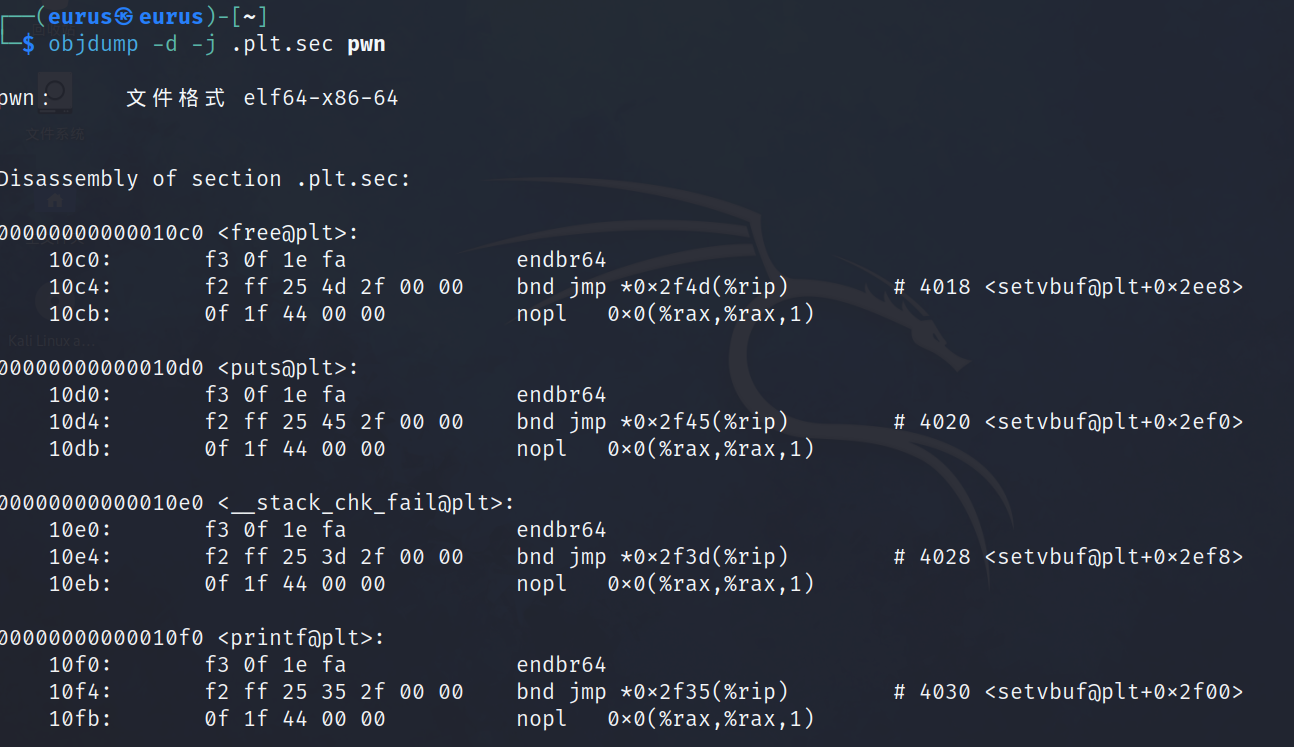 ┌──(eurus㉿eurus)-[~]
└─$ objdump -d -j .plt.sec pwn
pwn：     文件格式 elf64-x86-64
文件系统
Disassembly of section .plt.sec:
00000000000010c0 <free@plt>:
    10c0:       f3 0f 1e fa             endbr64
    10c4:       f2 ff 25 4d 2f 00 00    bnd jmp *0x2f4d(%rip)        # 4018 <setvbuf@plt+0x2ee8>
    10cb:       0f 1f 44 00 00          nopl   0x0(%rax,%rax,1)
Kali Linux a...
00000000000010d0 <puts@plt>:
    10d0:       f3 0f 1e fa             endbr64
    10d4:       f2 ff 25 45 2f 00 00    bnd jmp *0x2f45(%rip)        # 4020 <setvbuf@plt+0x2ef0>
    10db:       0f 1f 44 00 00          nopl   0x0(%rax,%rax,1)
00000000000010e0 <__stack_chk_fail@plt>:
    10e0:       f3 0f 1e fa             endbr64
    10e4:       f2 ff 25 3d 2f 00 00    bnd jmp *0x2f3d(%rip)        # 4028 <setvbuf@plt+0x2ef8>
    10eb:       0f 1f 44 00 00          nopl   0x0(%rax,%rax,1)
00000000000010f0 <printf@plt>:
    10f0:       f3 0f 1e fa             endbr64
    10f4:       f2 ff 25 35 2f 00 00    bnd jmp *0x2f35(%rip)        # 4030 <setvbuf@plt+0x2f00>
    10fb:       0f 1f 44 00 00          nopl   0x0(%rax,%rax,1)